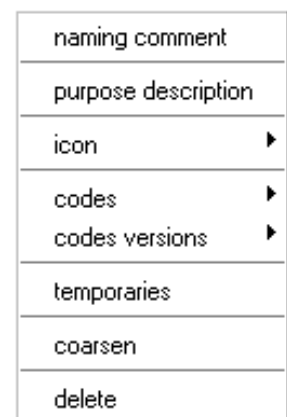 naming comment
purpose description
icon
codes
codes versions
temporaries
coarsen
delete